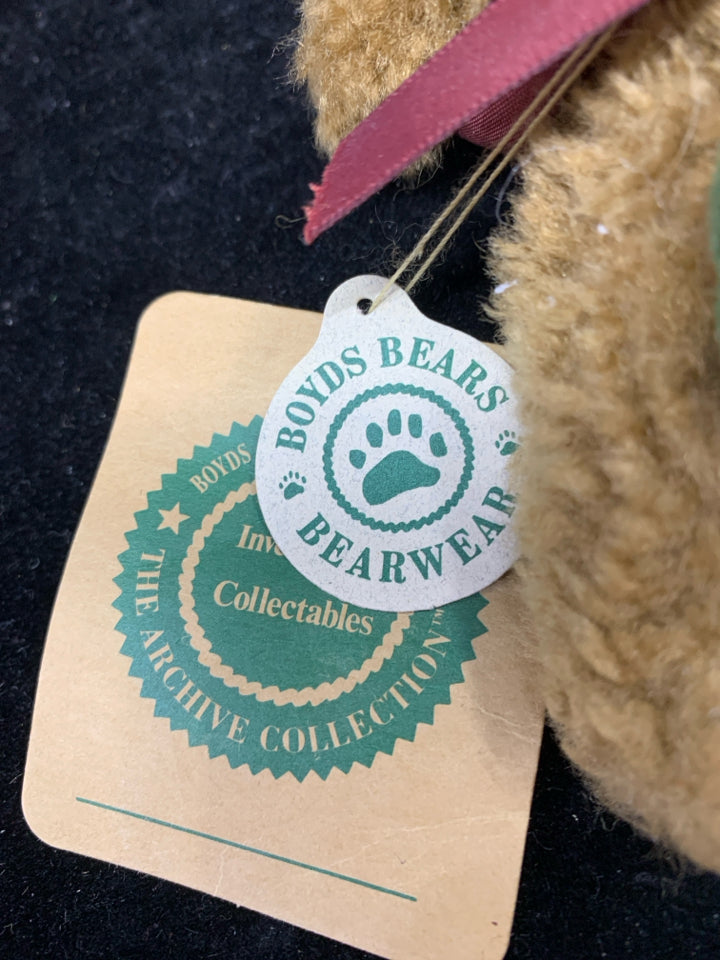 BOYDS BEARS
BEARWEAR
BOYDS
Collectables
THE ARCHIVE COLLECTION™